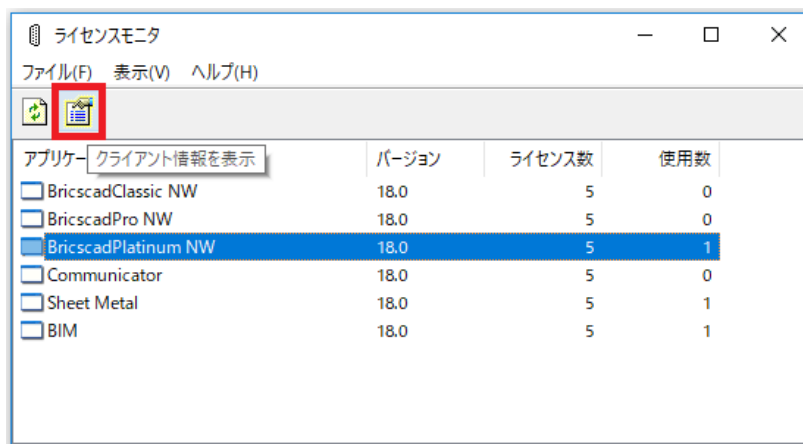 ライセンスモニタ
ファイル(F) 表示(V) ヘルプ(H)
アプリケー バージョン ライセンス数 使用数
クライアント情報を表示
BricscadClassic NW 18.0 5 0
BricscadPro NW 18.0 5 0
BricscadPlatinum NW 18.0 5 1
Communicator 18.0 5 0
Sheet Metal 18.0 5 1
BIM 18.0 5 1